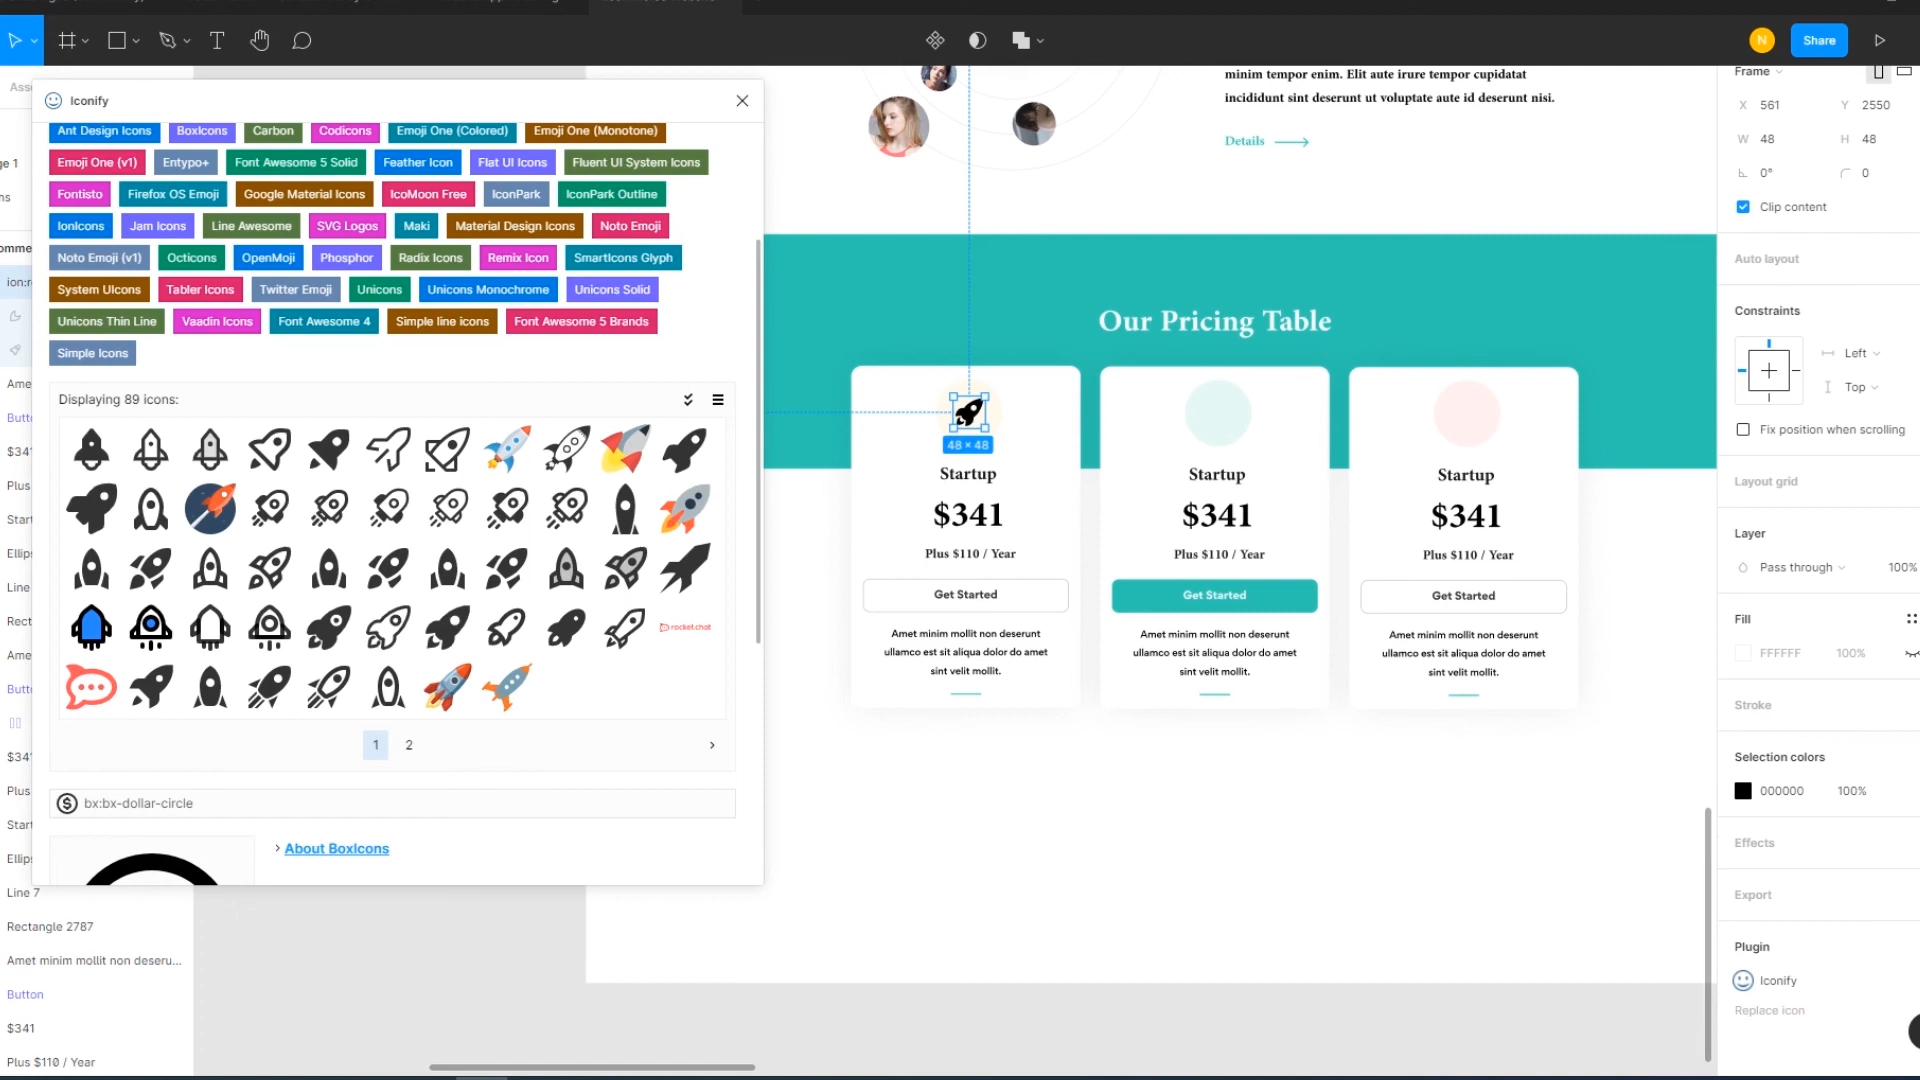 N
Share
Iconify
Ant Design Icons
BoxIcons
Carbon
Codicons
Emoji One (Colored)
Emoji One (Monotone)
Emoji One (v1)
Entypo+
Font Awesome 5 Solid
Feather Icon
Flat UI Icons
Fluent UI System Icons
Fontisto
Firefox OS Emoji
Google Material Icons
IcoMoon Free
IconPark
IconPark Outline
IonIcons
Jam Icons
Line Awesome
SVG Logos
Maki
Material Design Icons
Noto Emoji
Noto Emoji (v1)
Octicons
OpenMoji
Phosphor
Radix Icons
Remix Icon
SmartIcons Glyph
System UIcons
Tabler Icons
Twitter Emoji
Unicons
Unicons Monochrome
Unicons Solid
Unicons Thin Line
Vaadin Icons
Font Awesome 4
Simple line icons
Font Awesome 5 Brands
Simple Icons
Displaying 89 icons:
rocket.chat
1
2
bx:bx-dollar-circle
About BoxIcons
Line 7
Rectangle 2787
Amet minim mollit non deseru...
Button
$341
Plus $110 / Year
minim tempor enim. Elit aute irure tempor cupidatat
incididunt sint deserunt ut voluptate aute id deserunt nisi.
Details
Our Pricing Table
48 × 48
Startup
$341
Plus $110 / Year
Get Started
Amet minim mollit non deserunt
ullamco est sit aliqua dolor do amet
sint velit mollit.
Startup
$341
Plus $110 / Year
Get Started
Amet minim mollit non deserunt
ullamco est sit aliqua dolor do amet
sint velit mollit.
Startup
$341
Plus $110 / Year
Get Started
Amet minim mollit non deserunt
ullamco est sit aliqua dolor do amet
sint velit mollit.
Frame
X 561 Y 2550
W 48 H 48
0° 0
Clip content
Auto layout
Constraints
Left
Top
Fix position when scrolling
Layout grid
Layer
Pass through 100%
Fill
FFFFFF 100%
Stroke
Selection colors
000000 100%
Effects
Export
Plugin
Iconify
Replace icon